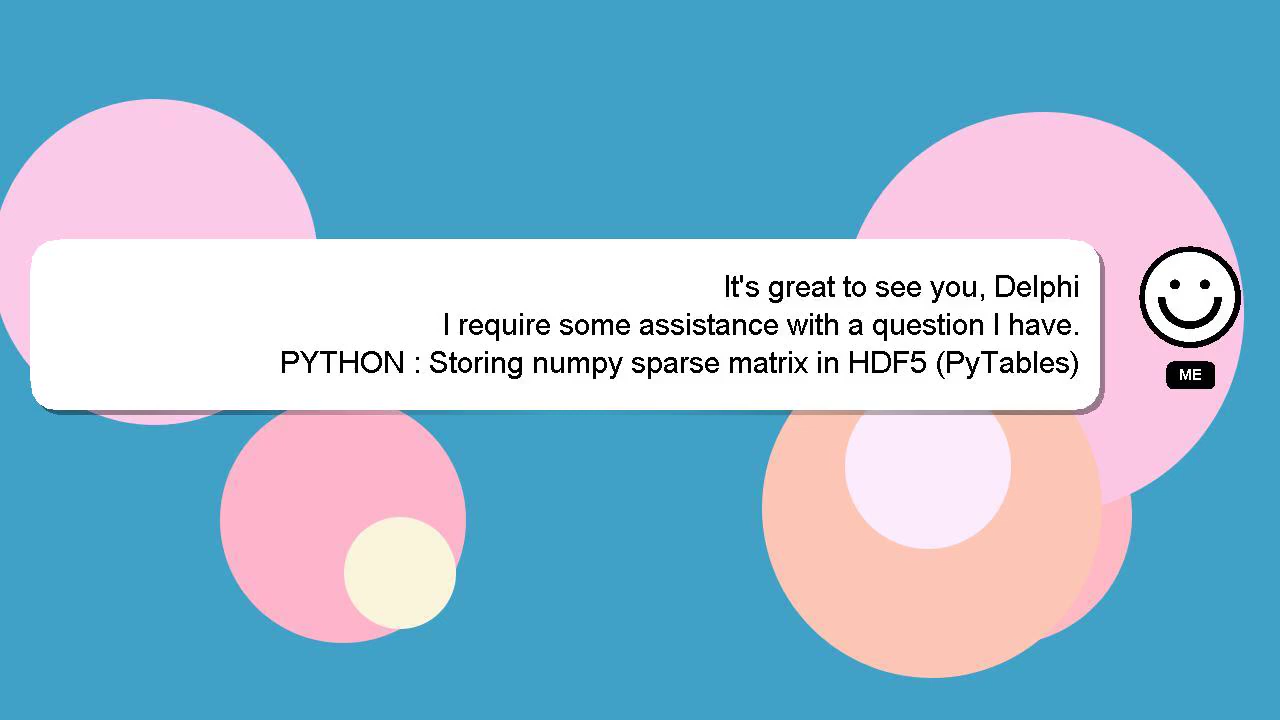 It's great to see you, Delphi
I require some assistance with a question I have.
PYTHON : Storing numpy sparse matrix in HDF5 (PyTables)
ME